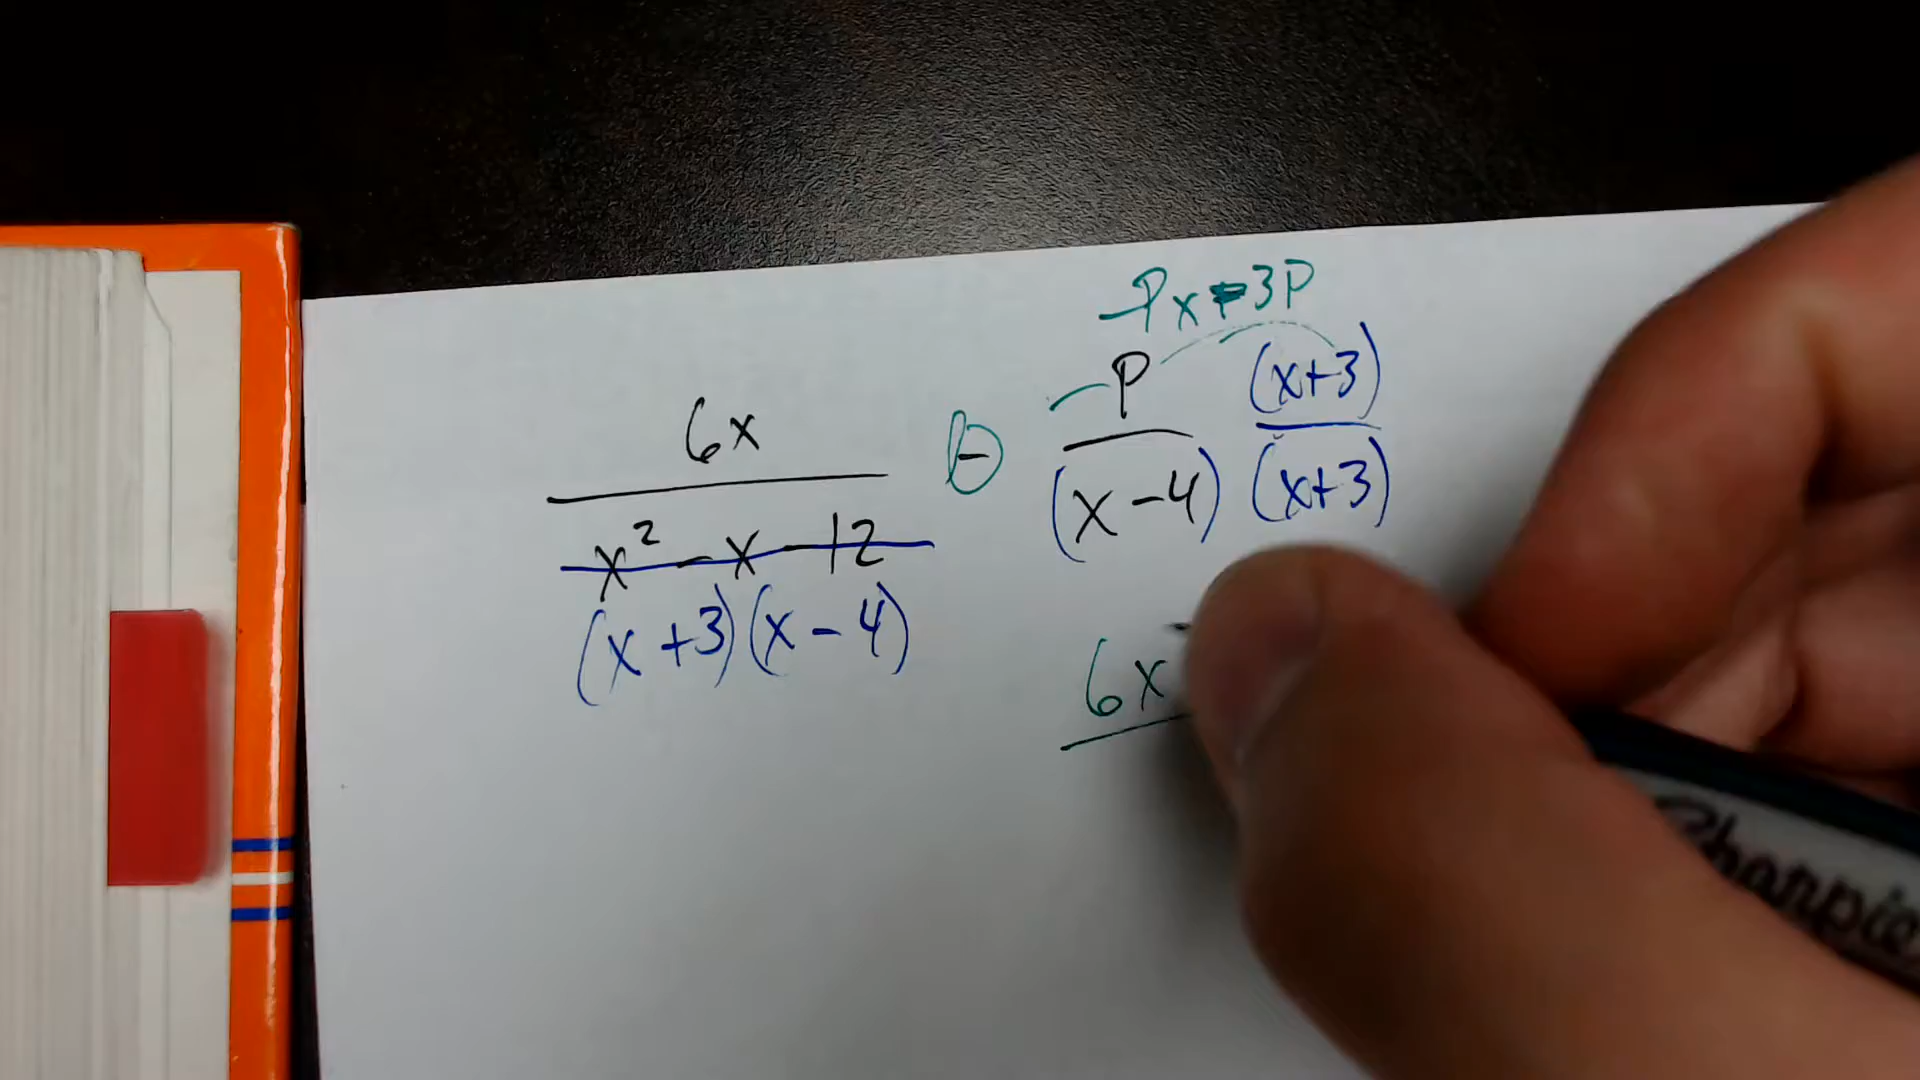 -Px-3P
6x - -P (x+3)
x² - x - 12 (x-4) (x+3)
(x+3)(x-4)
6x
Sharpie